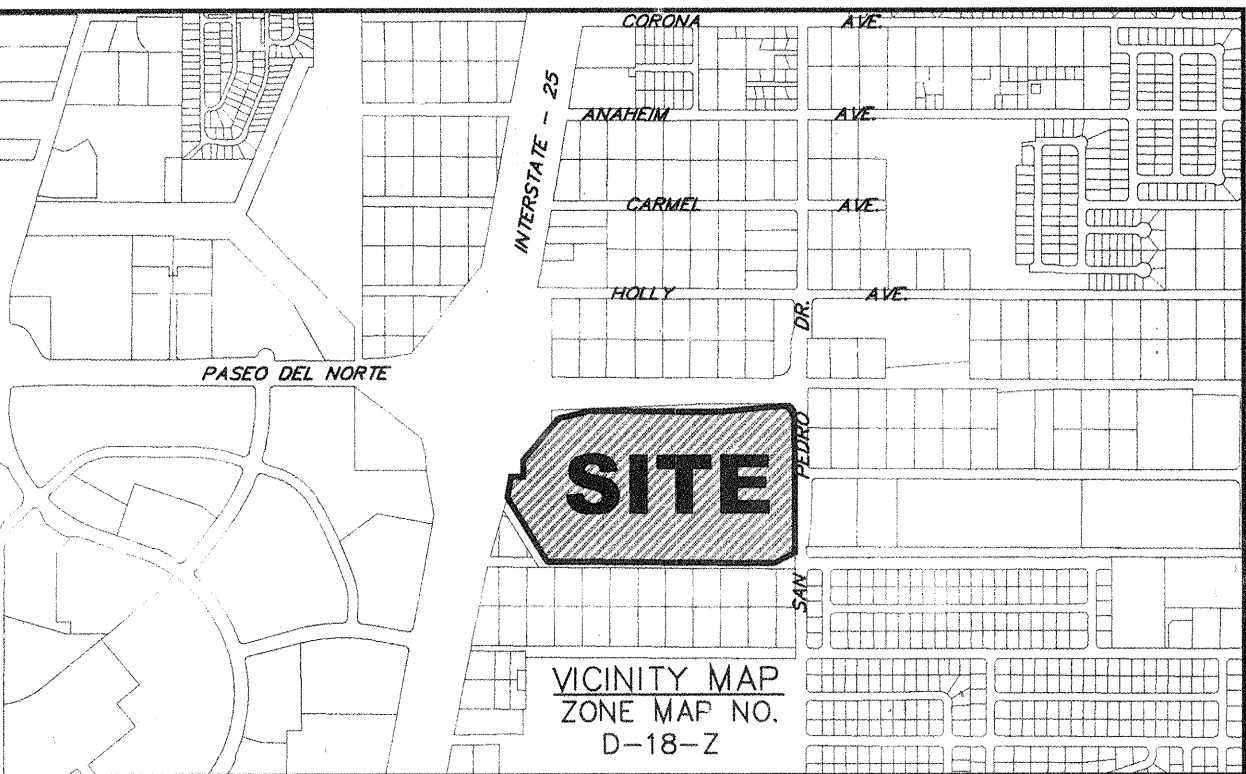 CORONA AVE.
ANAHEIM AVE.
INTERSTATE - 25
CARMEL AVE.
HOLLY AVE.
DR.
PASEO DEL NORTE
PEDRO
SITE
SAN
VICINITY MAP
ZONE MAP NO.
D-18-Z